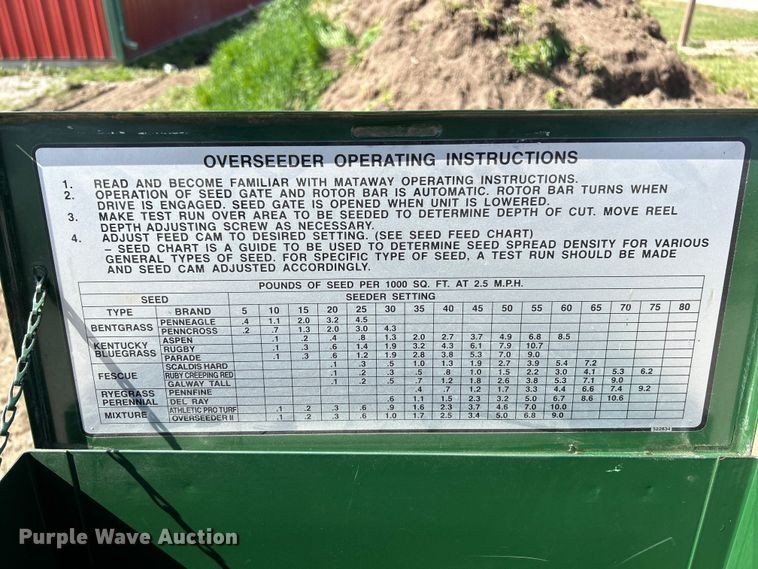 OVERSEEDER OPERATING INSTRUCTIONS
1. READ AND BECOME FAMILIAR WITH MATAWAY OPERATING INSTRUCTIONS.
2. OPERATION OF SEED GATE AND ROTOR BAR IS AUTOMATIC. ROTOR BAR TURNS WHEN
DRIVE IS ENGAGED. SEED GATE IS OPENED WHEN UNIT IS LOWERED.
3. MAKE TEST RUN OVER AREA TO BE SEEDED TO DETERMINE DEPTH OF CUT. MOVE REEL
DEPTH ADJUSTING SCREW AS NECESSARY.
4. ADJUST FEED CAM TO DESIRED SETTING. (SEE SEED FEED CHART)
– SEED CHART IS A GUIDE TO BE USED TO DETERMINE SEED SPREAD DENSITY FOR VARIOUS
GENERAL TYPES OF SEED. FOR SPECIFIC TYPE OF SEED, A TEST RUN SHOULD BE MADE
AND SEED CAM ADJUSTED ACCORDINGLY.
POUNDS OF SEED PER 1000 SQ. FT. AT 2.5 M.P.H.
SEED SEEDER SETTING
TYPE BRAND 5 10 15 20 25 30 35 40 45 50 55 60 65 70 75 80
BENTGRASS PENNEAGLE .4 1.1 2.0 3.2 4.5
PENNCROSS .2 .7 1.3 2.0 3.0 4.3
KENTUCKY BLUEGRASS ASPEN .1 .2 .4 .8 1.3 2.0 2.7 3.7 4.9 6.8 8.5
RUGBY .1 .3 .6 1.4 1.9 3.2 4.3 6.1 7.9 10.7
PARADE .1 .3 .6 1.2 1.9 2.8 3.8 5.3 7.0 9.0
FESCUE SCALDIS HARD .1 .3 .5 1.0 1.3 1.9 2.7 3.9 5.4 7.2
RUBY CREEPING RED .1 .2 .3 .5 .8 1.0 1.5 2.2 3.0 4.1 5.3 6.2
GALWAY TALL .1 .2 .5 .7 1.2 1.8 2.6 3.8 5.3 7.1 9.0
RYEGRASS PERENNIAL PENNFINE .4 .7 1.2 1.7 3.3 4.4 6.6 7.4 9.2
DEL RAY .6 1.1 1.5 2.3 3.2 5.0 6.7 8.6 10.6
MIXTURE ATHLETIC PRO TURF .1 .2 .3 .6 .9 1.6 2.3 3.7 4.6 7.0 10.0
OVERSEEDER II .1 .2 .3 .6 1.0 1.7 2.5 3.4 5.0 6.8 9.0
522834
Purple Wave Auction